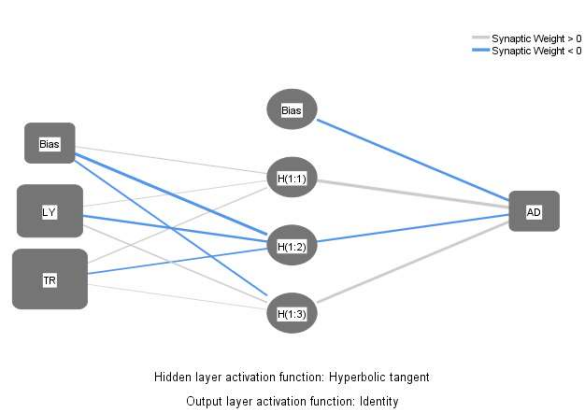 Synaptic Weight > 0
Synaptic Weight < 0
Bias
Bias
H(1:1)
LY
AD
H(1:2)
TR
H(1:3)
Hidden layer activation function: Hyperbolic tangent
Output layer activation function: Identity